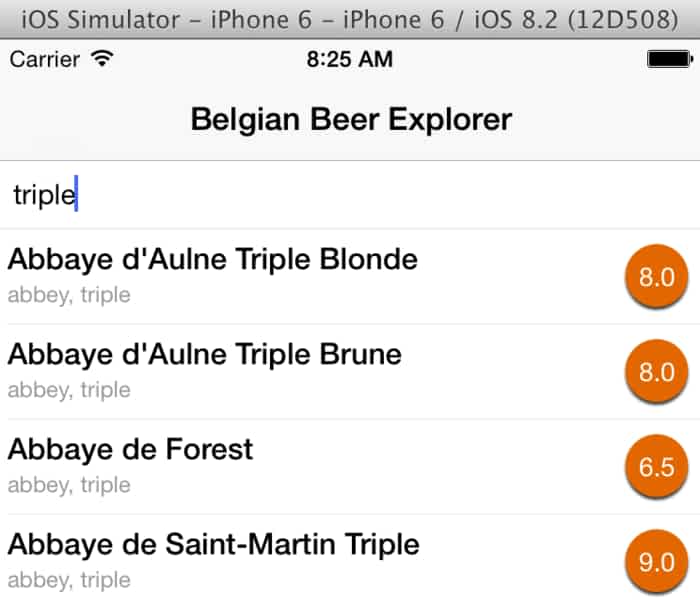 iOS Simulator – iPhone 6 – iPhone 6 / iOS 8.2 (12D508)
Carrier 8:25 AM
Belgian Beer Explorer
triple
Abbaye d'Aulne Triple Blonde
abbey, triple
8.0
Abbaye d'Aulne Triple Brune
abbey, triple
8.0
Abbaye de Forest
abbey, triple
6.5
Abbaye de Saint-Martin Triple
abbey, triple
9.0